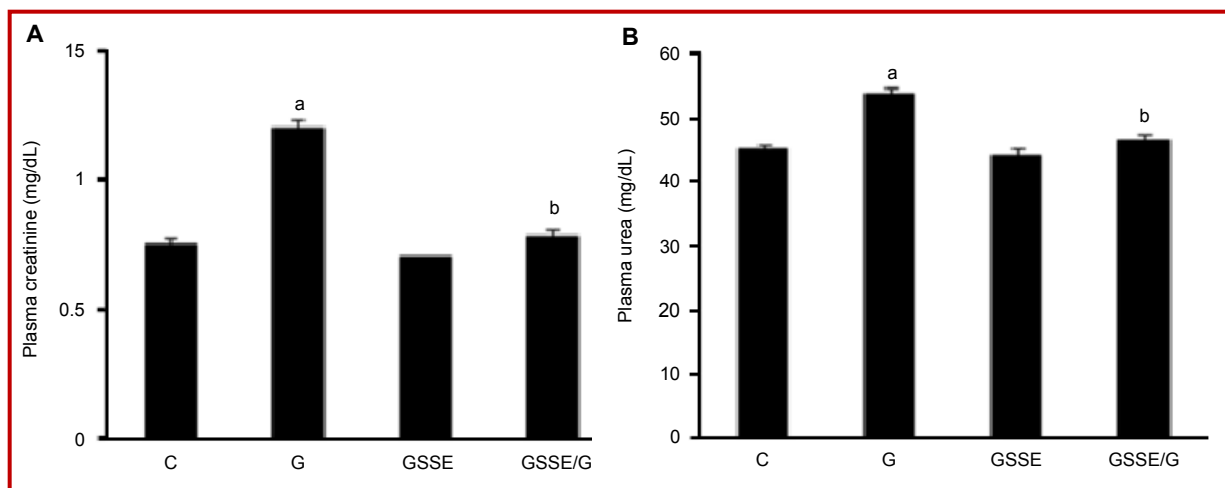 A
15
1
0.5
0
Plasma creatinine (mg/dL)
a
b
C G GSSE GSSE/G
B
60
50
40
30
20
10
0
Plasma urea (mg/dL)
a
b
C G GSSE GSSE/G